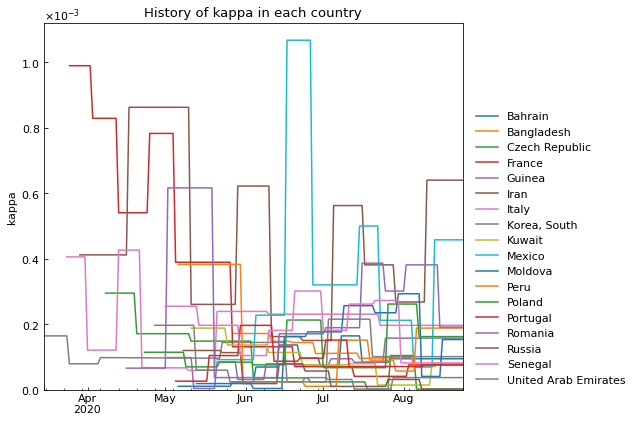 History of kappa in each country
×10⁻³
1.0
0.8
0.6
0.4
0.2
0.0
kappa
Apr
2020
May
Jun
Jul
Aug
Bahrain
Bangladesh
Czech Republic
France
Guinea
Iran
Italy
Korea, South
Kuwait
Mexico
Moldova
Peru
Poland
Portugal
Romania
Russia
Senegal
United Arab Emirates